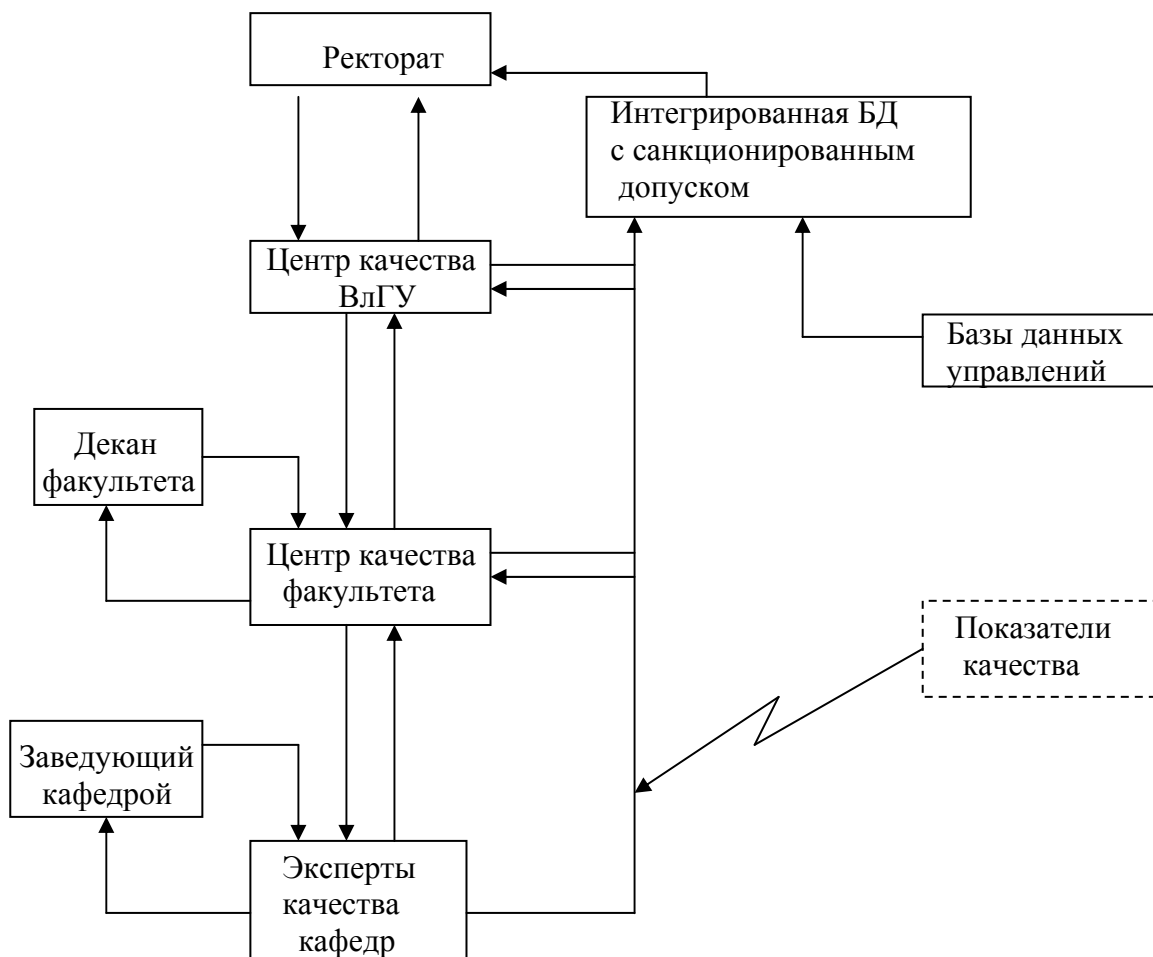 Ректорат
Интегрированная БД
с санкционированным
допуском
Центр качества
ВлГУ
Базы данных
управлений
Декан
факультета
Центр качества
факультета
Показатели
качества
Заведующий
кафедрой
Эксперты
качества
кафедр